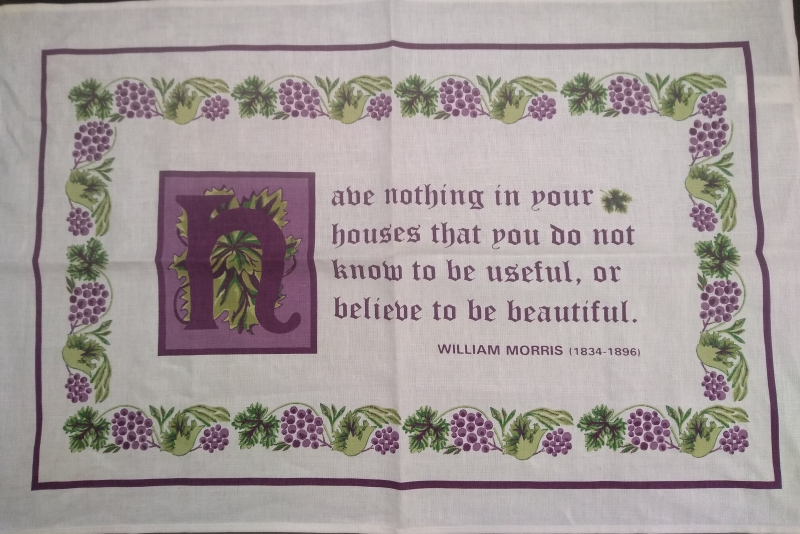 have nothing in your
houses that you do not
know to be useful, or
believe to be beautiful.
WILLIAM MORRIS (1834-1896)